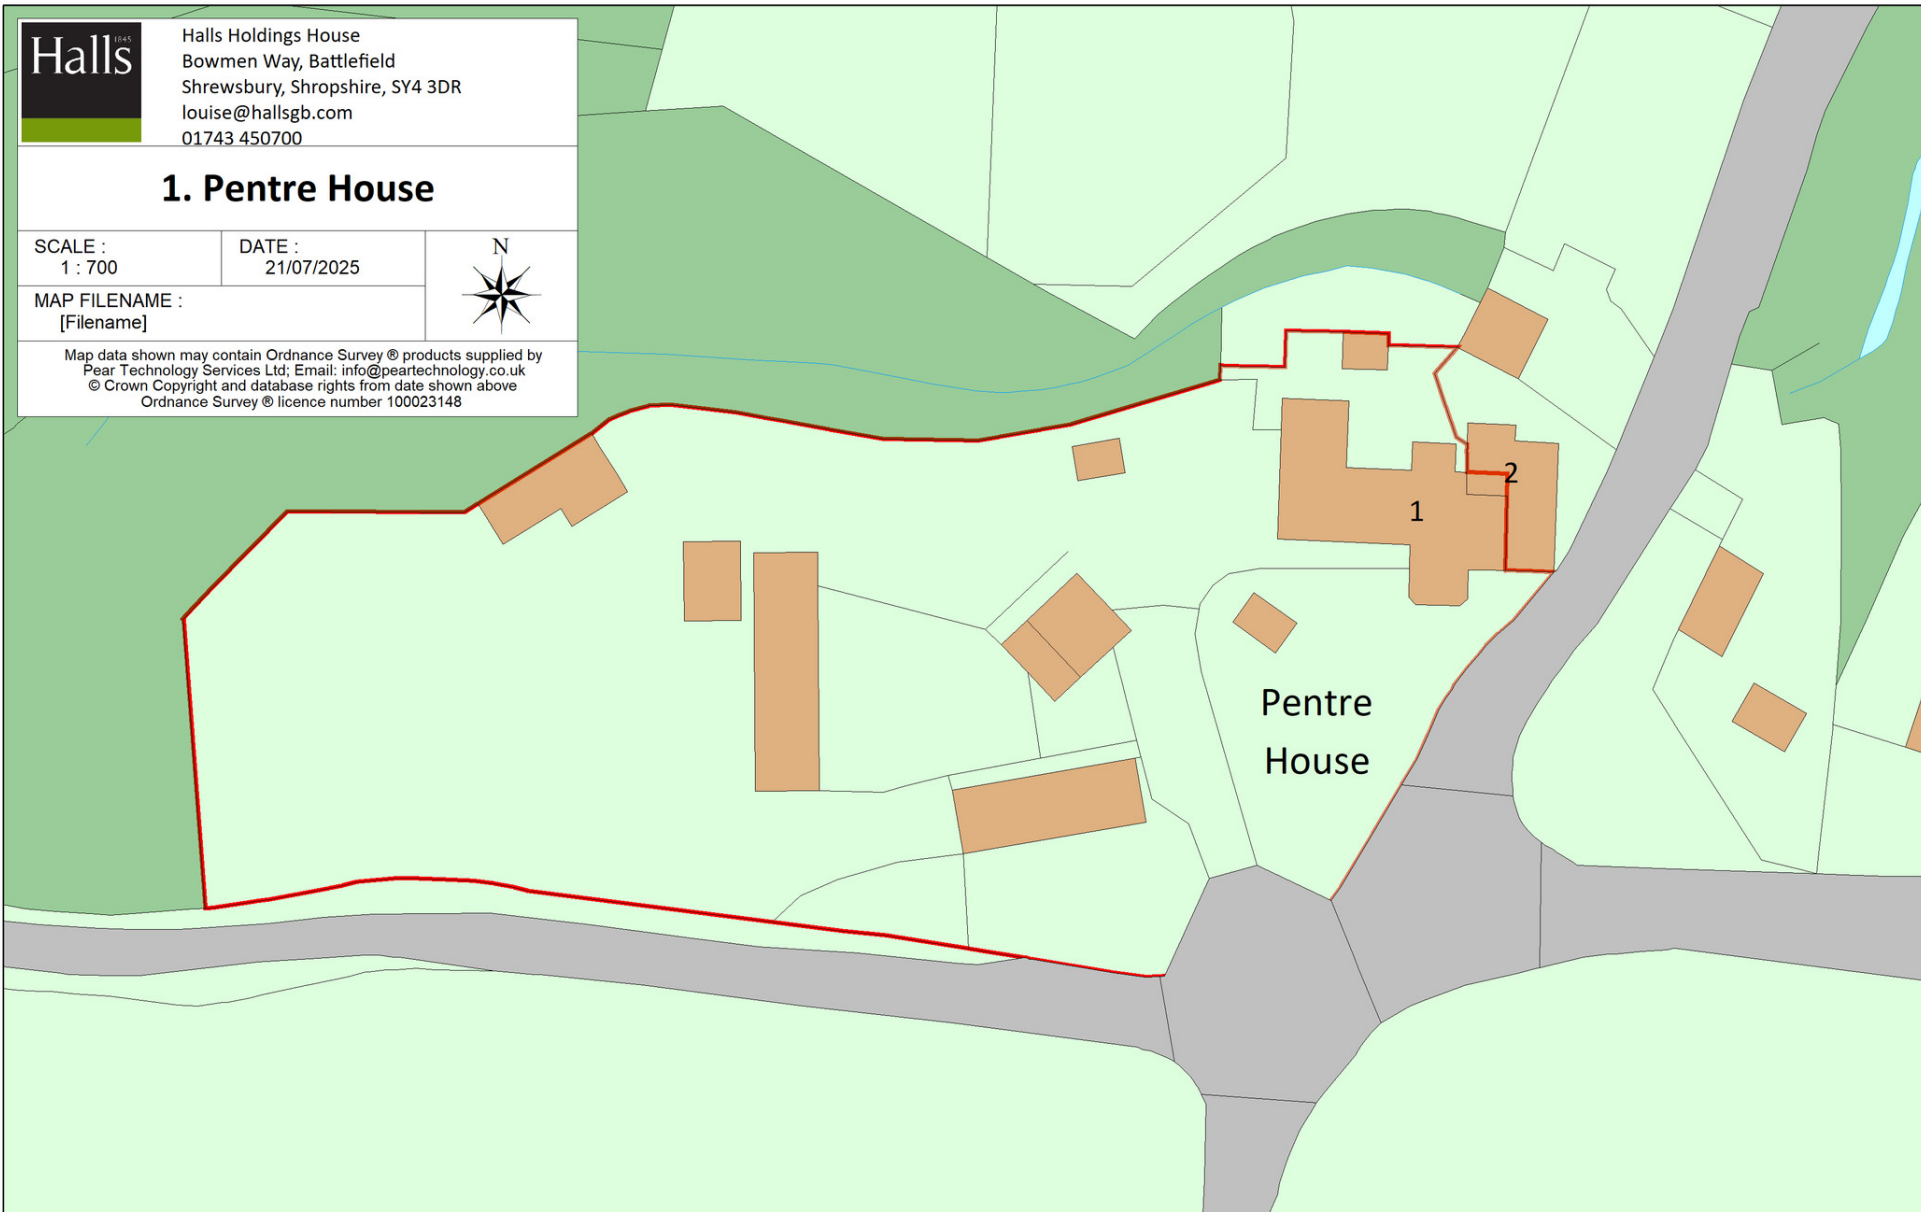 Halls
1845
Halls Holdings House
Bowmen Way, Battlefield
Shrewsbury, Shropshire, SY4 3DR
louise@hallsgb.com
01743 450700
1. Pentre House
SCALE :
1 : 700
DATE :
21/07/2025
N
MAP FILENAME :
[Filename]
Map data shown may contain Ordnance Survey ® products supplied by
Pear Technology Services Ltd; Email: info@peartechnology.co.uk
© Crown Copyright and database rights from date shown above
Ordnance Survey ® licence number 100023148
2
1
Pentre
House